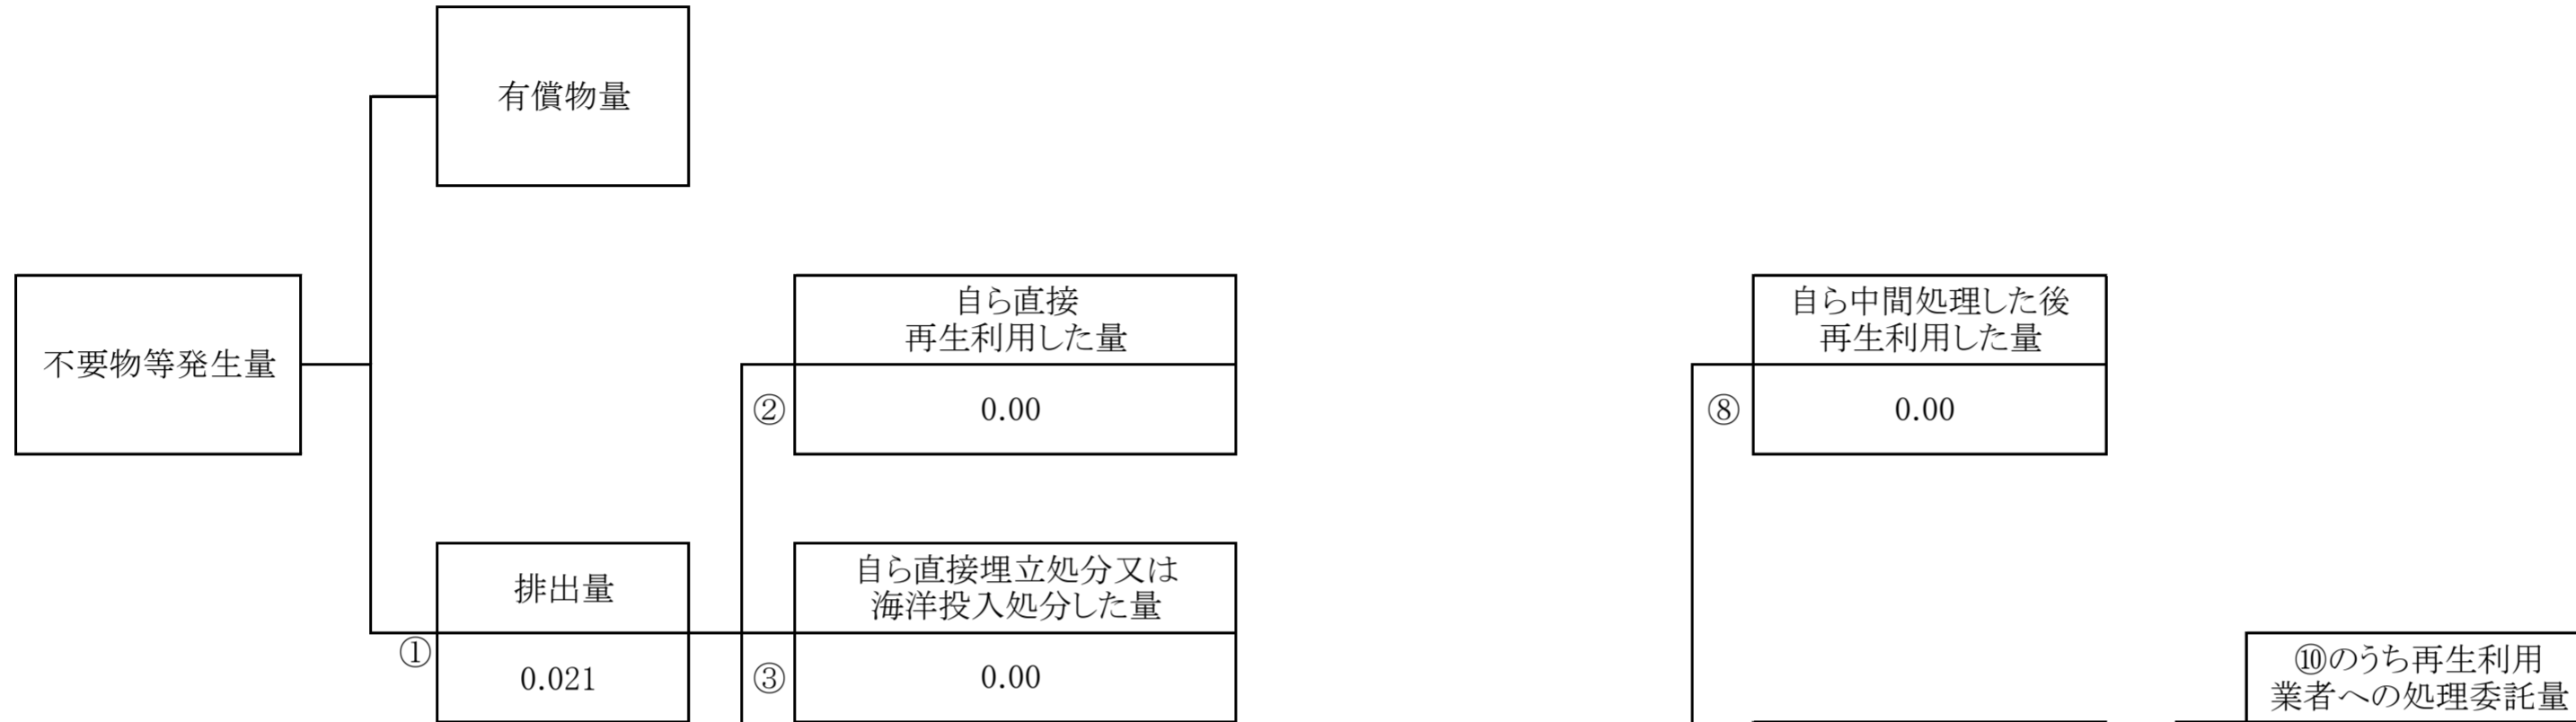 有償物量
不要物等発生量
自ら直接
再生利用した量
②
0.00
自ら中間処理した後
再生利用した量
⑧
0.00
排出量
①
0.021
自ら直接埋立処分又は
海洋投入処分した量
③
0.00
⑩のうち再生利用
業者への処理委託量